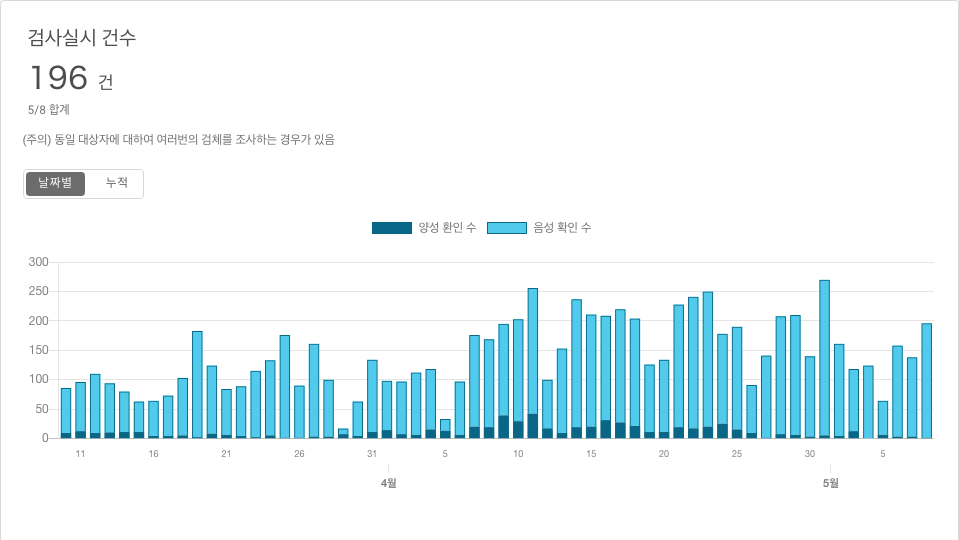 검사실시 건수
196 건
5/8 합계
(주의) 동일 대상자에 대하여 여러번의 검체를 조사하는 경우가 있음
날짜별 누적
양성 환인 수 음성 확인 수
300
250
200
150
100
50
0
11 16 21 26 31 5 10 15 20 25 30 5
4월 5월